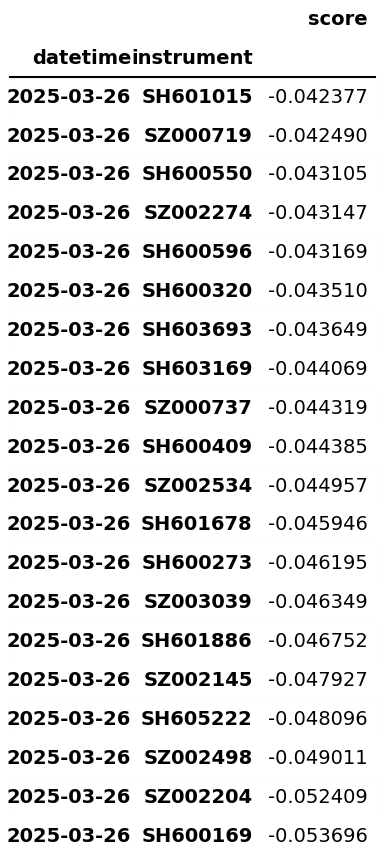 score
datetime instrument
2025-03-26 SH601015 -0.042377
2025-03-26 SZ000719 -0.042490
2025-03-26 SH600550 -0.043105
2025-03-26 SZ002274 -0.043147
2025-03-26 SH600596 -0.043169
2025-03-26 SH600320 -0.043510
2025-03-26 SH603693 -0.043649
2025-03-26 SH603169 -0.044069
2025-03-26 SZ000737 -0.044319
2025-03-26 SH600409 -0.044385
2025-03-26 SZ002534 -0.044957
2025-03-26 SH601678 -0.045946
2025-03-26 SH600273 -0.046195
2025-03-26 SZ003039 -0.046349
2025-03-26 SH601886 -0.046752
2025-03-26 SZ002145 -0.047927
2025-03-26 SH605222 -0.048096
2025-03-26 SZ002498 -0.049011
2025-03-26 SZ002204 -0.052409
2025-03-26 SH600169 -0.053696